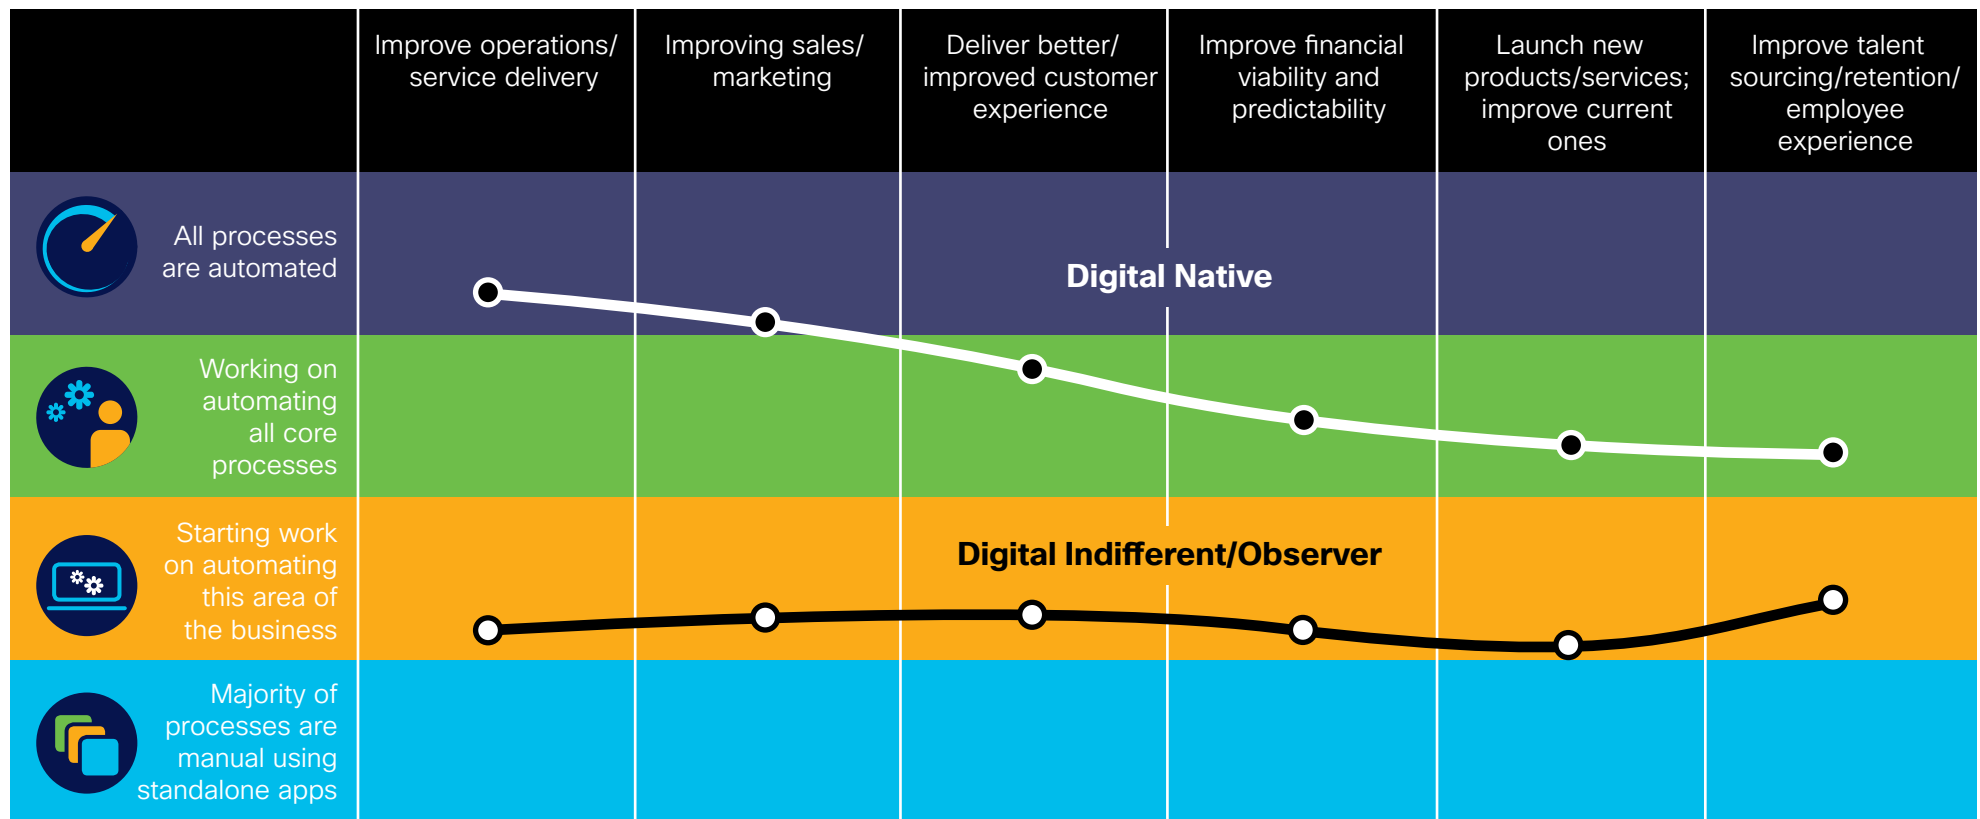 Improve operations/
service delivery
Improving sales/
marketing
Deliver better/
improved customer
experience
Improve financial
viability and
predictability
Launch new
products/services;
improve current
ones
Improve talent
sourcing/retention/
employee
experience
All processes
are automated
Digital Native
Working on
automating
all core
processes
Starting work
on automating
this area of
the business
Digital Indifferent/Observer
Majority of
processes are
manual using
standalone apps